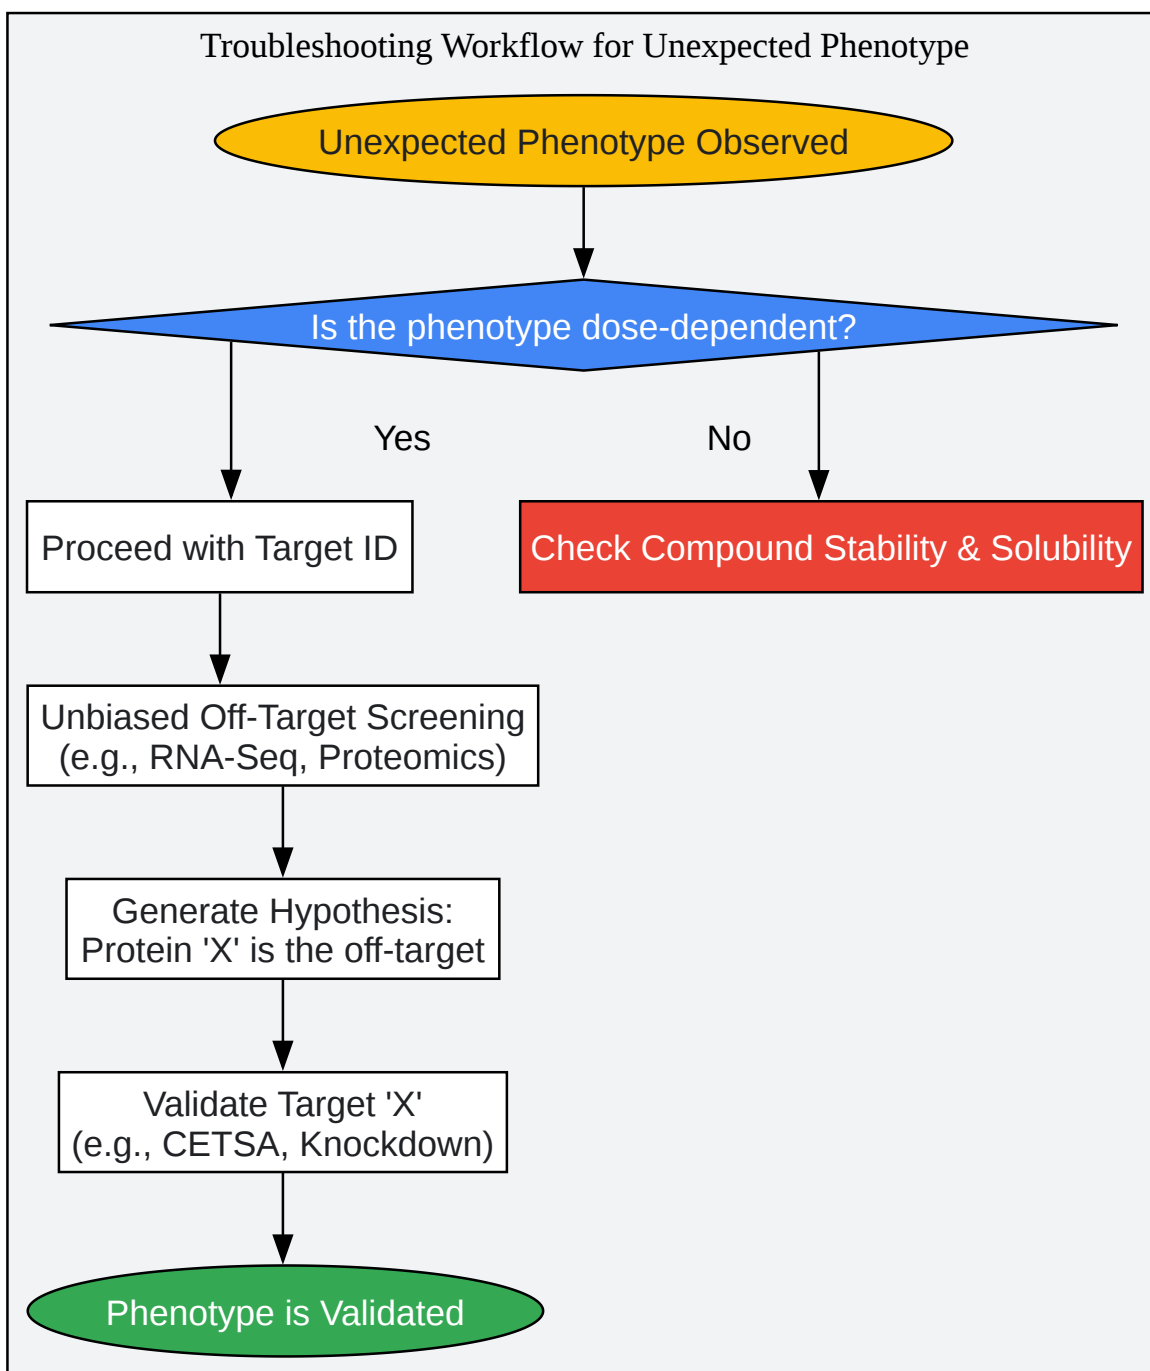 Troubleshooting Workflow for Unexpected Phenotype
Unexpected Phenotype Observed
Is the phenotype dose-dependent?
Yes
No
Proceed with Target ID
Check Compound Stability & Solubility
Unbiased Off-Target Screening
(e.g., RNA-Seq, Proteomics)
Generate Hypothesis:
Protein 'X' is the off-target
Validate Target 'X'
(e.g., CETSA, Knockdown)
Phenotype is Validated